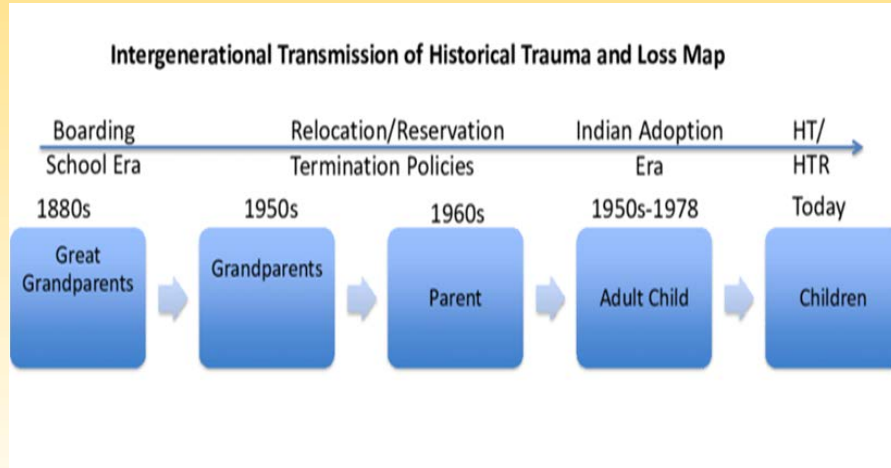 Intergenerational Transmission of Historical Trauma and Loss Map
Boarding
School Era
Relocation/Reservation
Termination Policies
Indian Adoption
Era
HT/
HTR
1880s
1950s
1960s
1950s-1978
Today
Great
Grandparents
Grandparents
Parent
Adult Child
Children